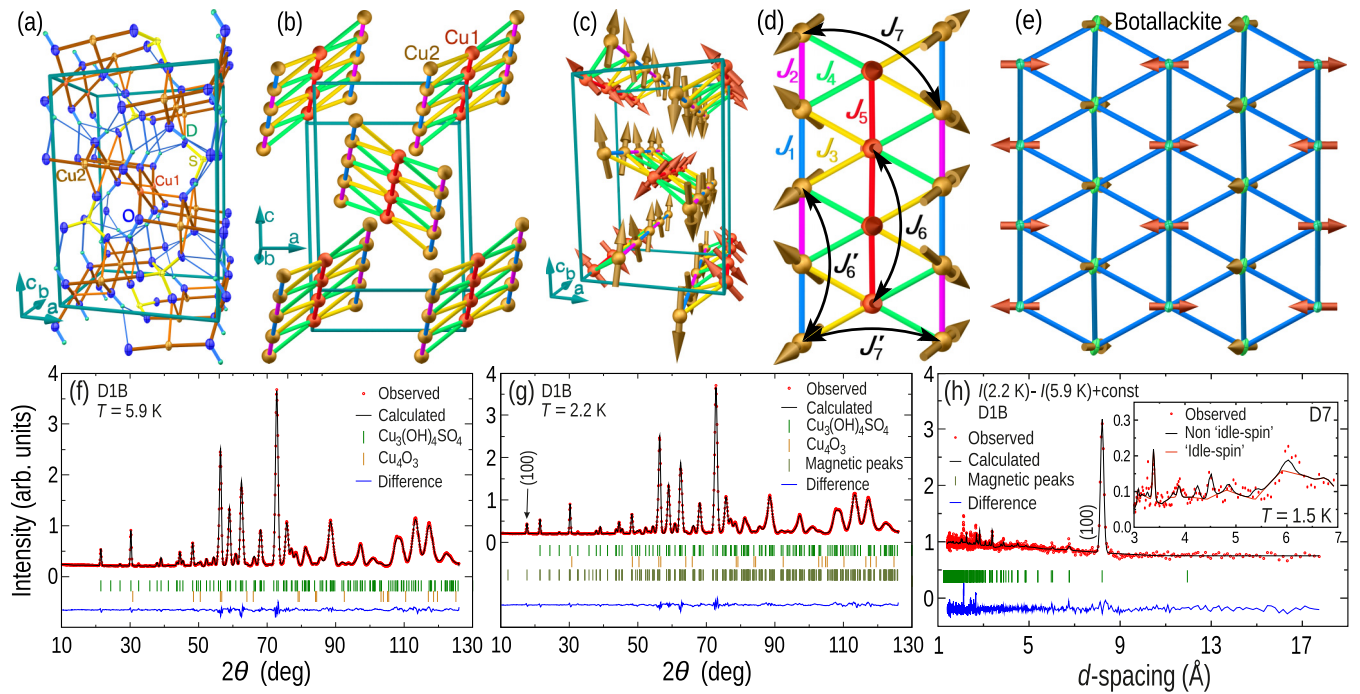 (a)
D
S
Cu2
Cu1
O
c
b
a
(b)
Cu2
Cu1
c
a
b
(c)
c
b
a
(d)
J7
J2
J4
J5
J1
J3
J6
J6′
J7′
(e) Botallackite
(f) D1B
T = 5.9 K
Observed
Calculated
Cu3(OH)4SO4
Cu4O3
Difference
Intensity (arb. units)
4
3
2
1
0
10 30 50 70 90 110 130
2θ (deg)
(g) D1B
T = 2.2 K
(100)
Observed
Calculated
Cu3(OH)4SO4
Cu4O3
Magnetic peaks
Difference
4
3
2
1
0
10 30 50 70 90 110 130
2θ (deg)
(h) I(2.2 K)- I(5.9 K)+const
D1B
Observed
Calculated
Magnetic peaks
Difference
(100)
4
3
2
1
0
1 5 9 13 17
d-spacing (Å)
Observed D7
Non ‘idle-spin’
‘Idle-spin’
T = 1.5 K
0.3
0.2
0.1
0.0
3 4 5 6 7